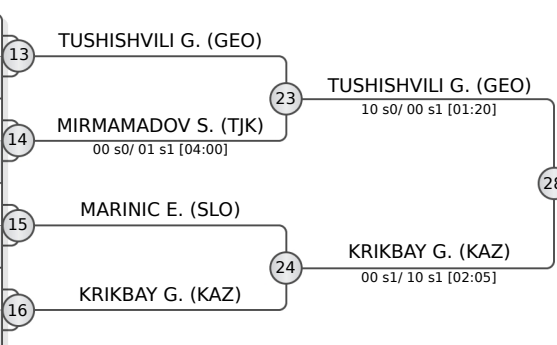 TUSHISHVILI G. (GEO)
13
23
TUSHISHVILI G. (GEO)
10 s0/ 00 s1 [01:20]
MIRMAMADOV S. (TJK)
14
00 s0/ 01 s1 [04:00]
28
MARINIC E. (SLO)
15
24
KRIKBAY G. (KAZ)
00 s1/ 10 s1 [02:05]
KRIKBAY G. (KAZ)
16